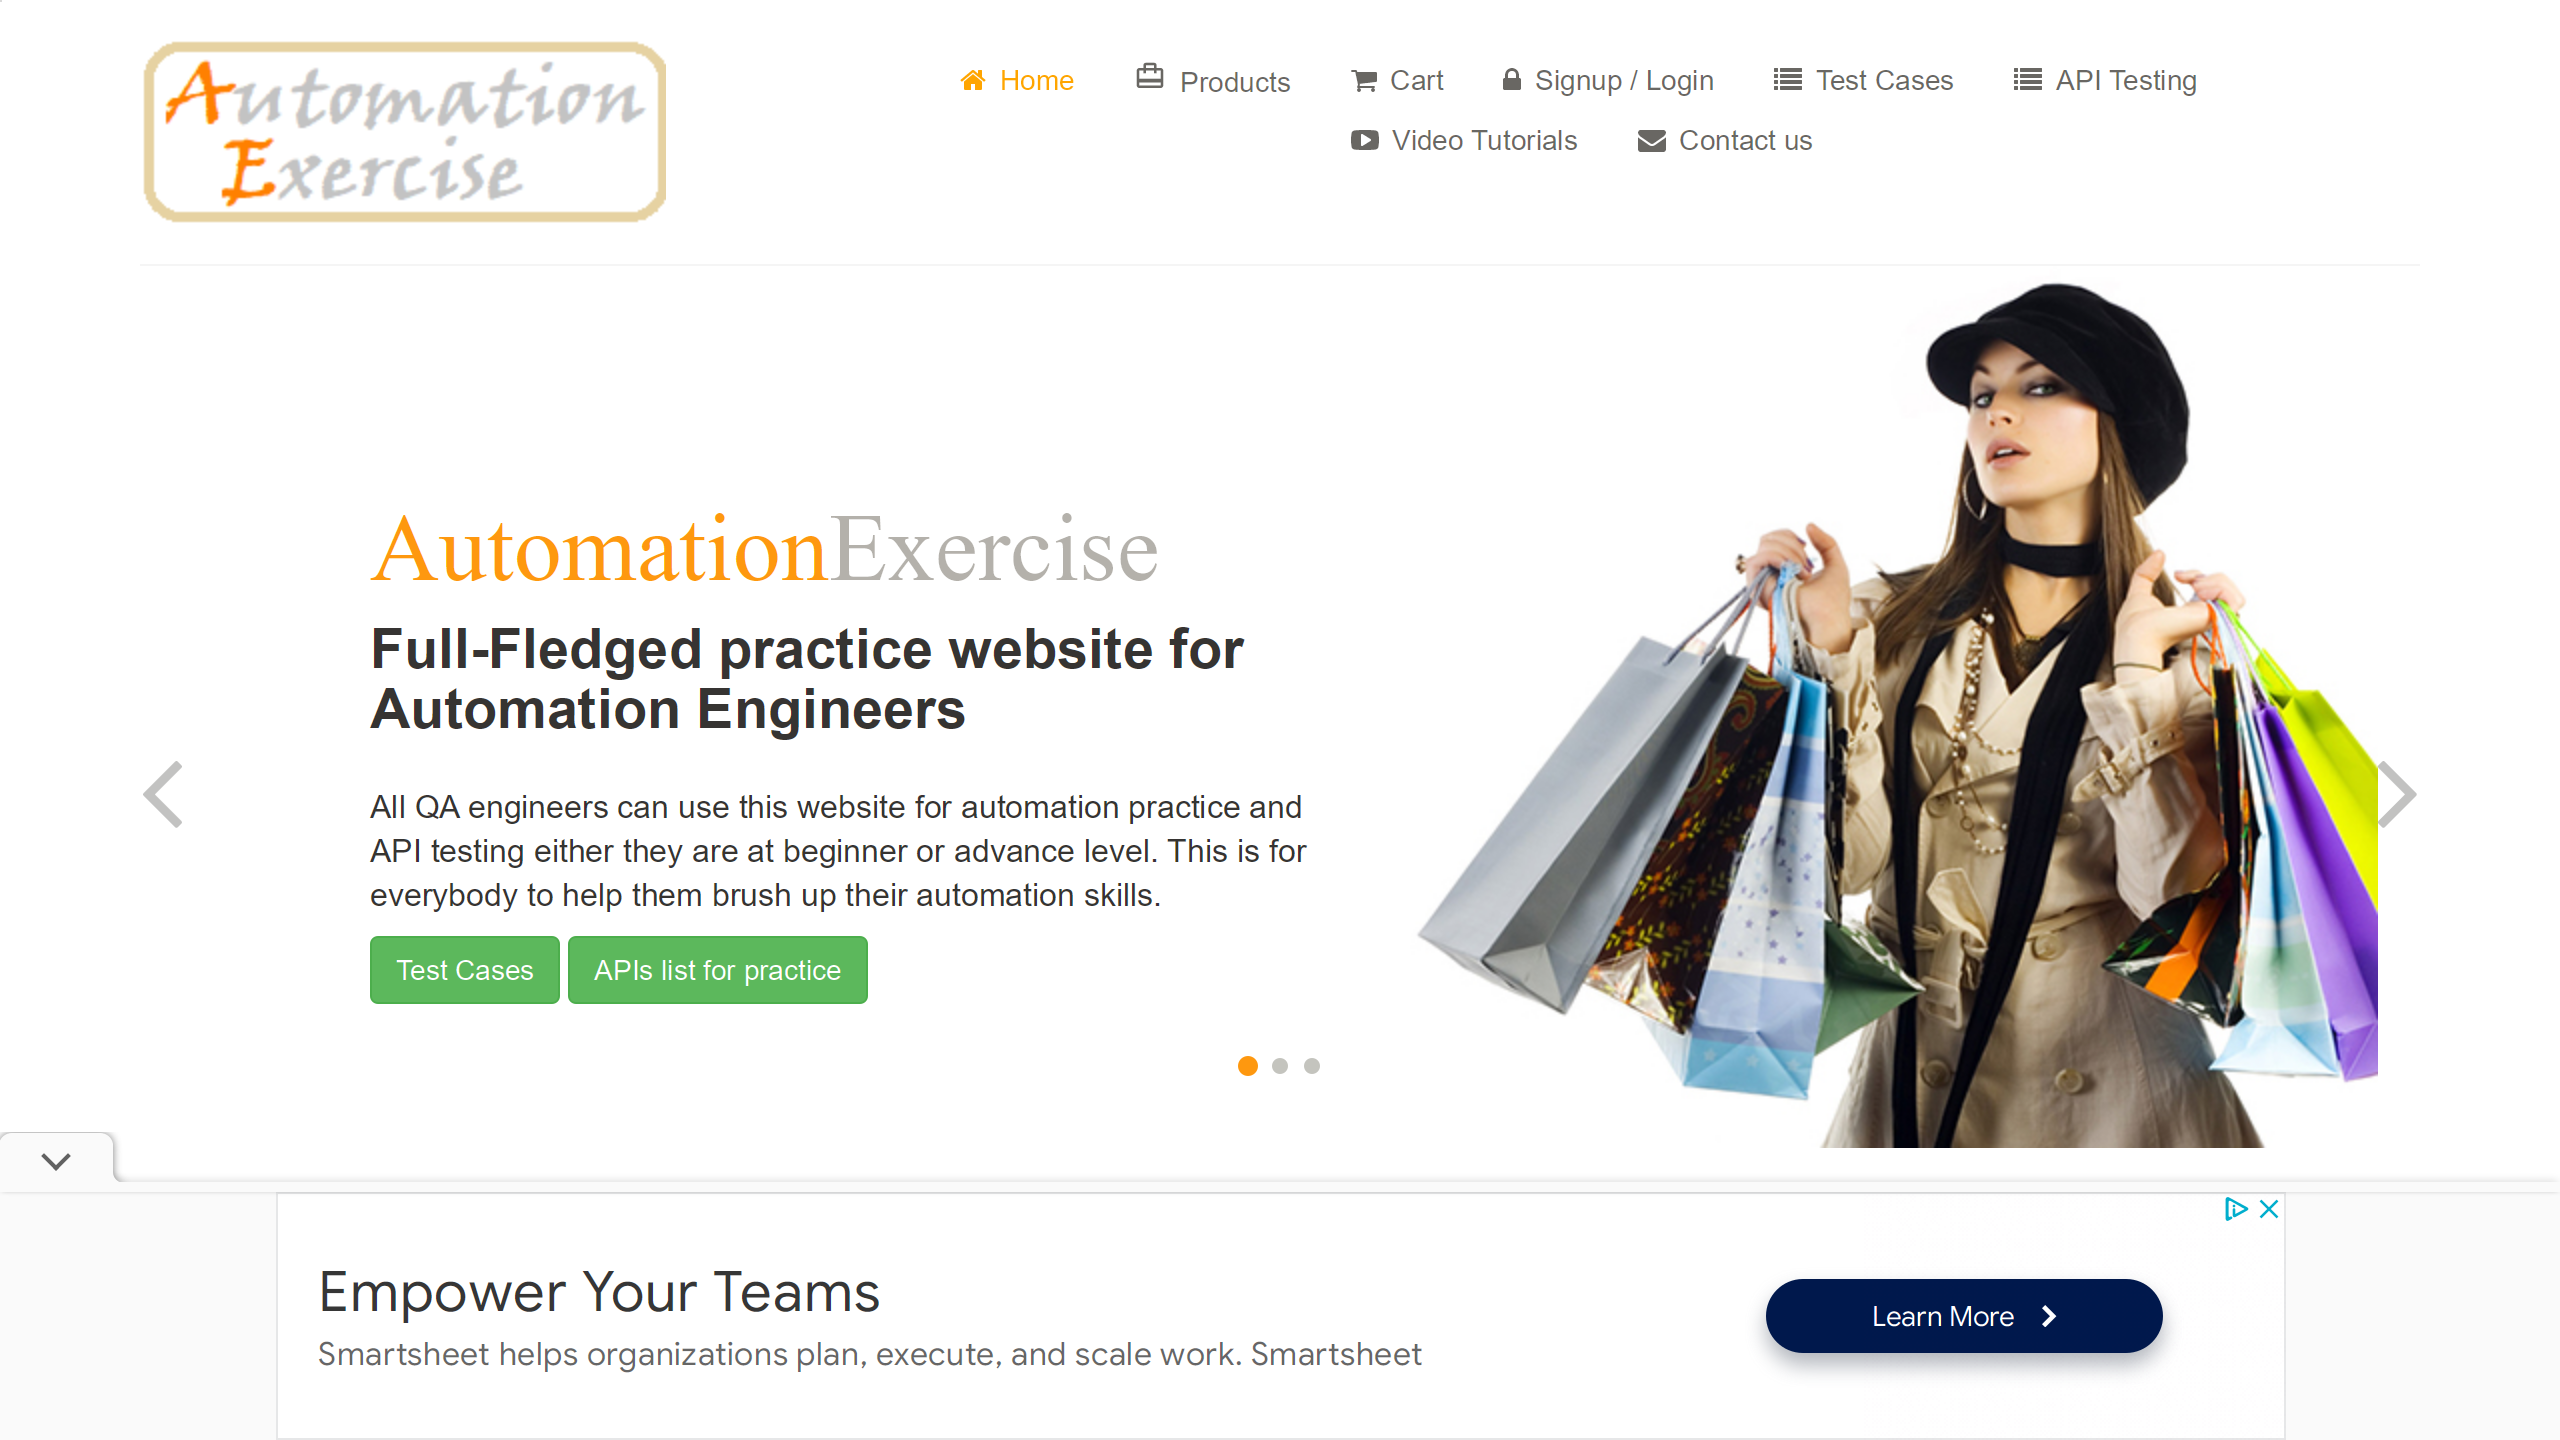 Automation
Exercise
Home
Products
Cart
Signup / Login
Test Cases
API Testing
Video Tutorials
Contact us
AutomationExercise
Full-Fledged practice website for
Automation Engineers
All QA engineers can use this website for automation practice and
API testing either they are at beginner or advance level. This is for
everybody to help them brush up their automation skills.
Test Cases
APIs list for practice
Empower Your Teams
Smartsheet helps organizations plan, execute, and scale work. Smartsheet
Learn More